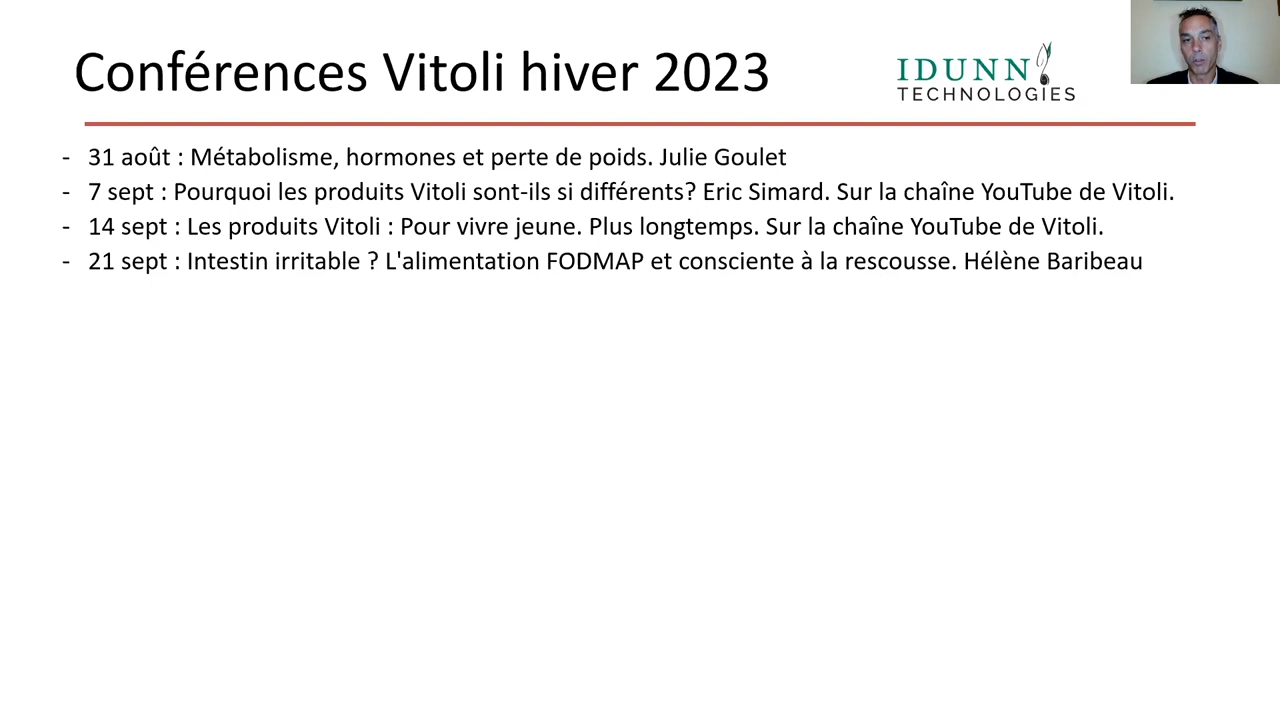 Conférences Vitoli hiver 2023
IDUNN
TECHNOLOGIES
- 31 août : Métabolisme, hormones et perte de poids. Julie Goulet
- 7 sept : Pourquoi les produits Vitoli sont-ils si différents? Eric Simard. Sur la chaîne YouTube de Vitoli.
- 14 sept : Les produits Vitoli : Pour vivre jeune. Plus longtemps. Sur la chaîne YouTube de Vitoli.
- 21 sept : Intestin irritable ? L'alimentation FODMAP et consciente à la rescousse. Hélène Baribeau